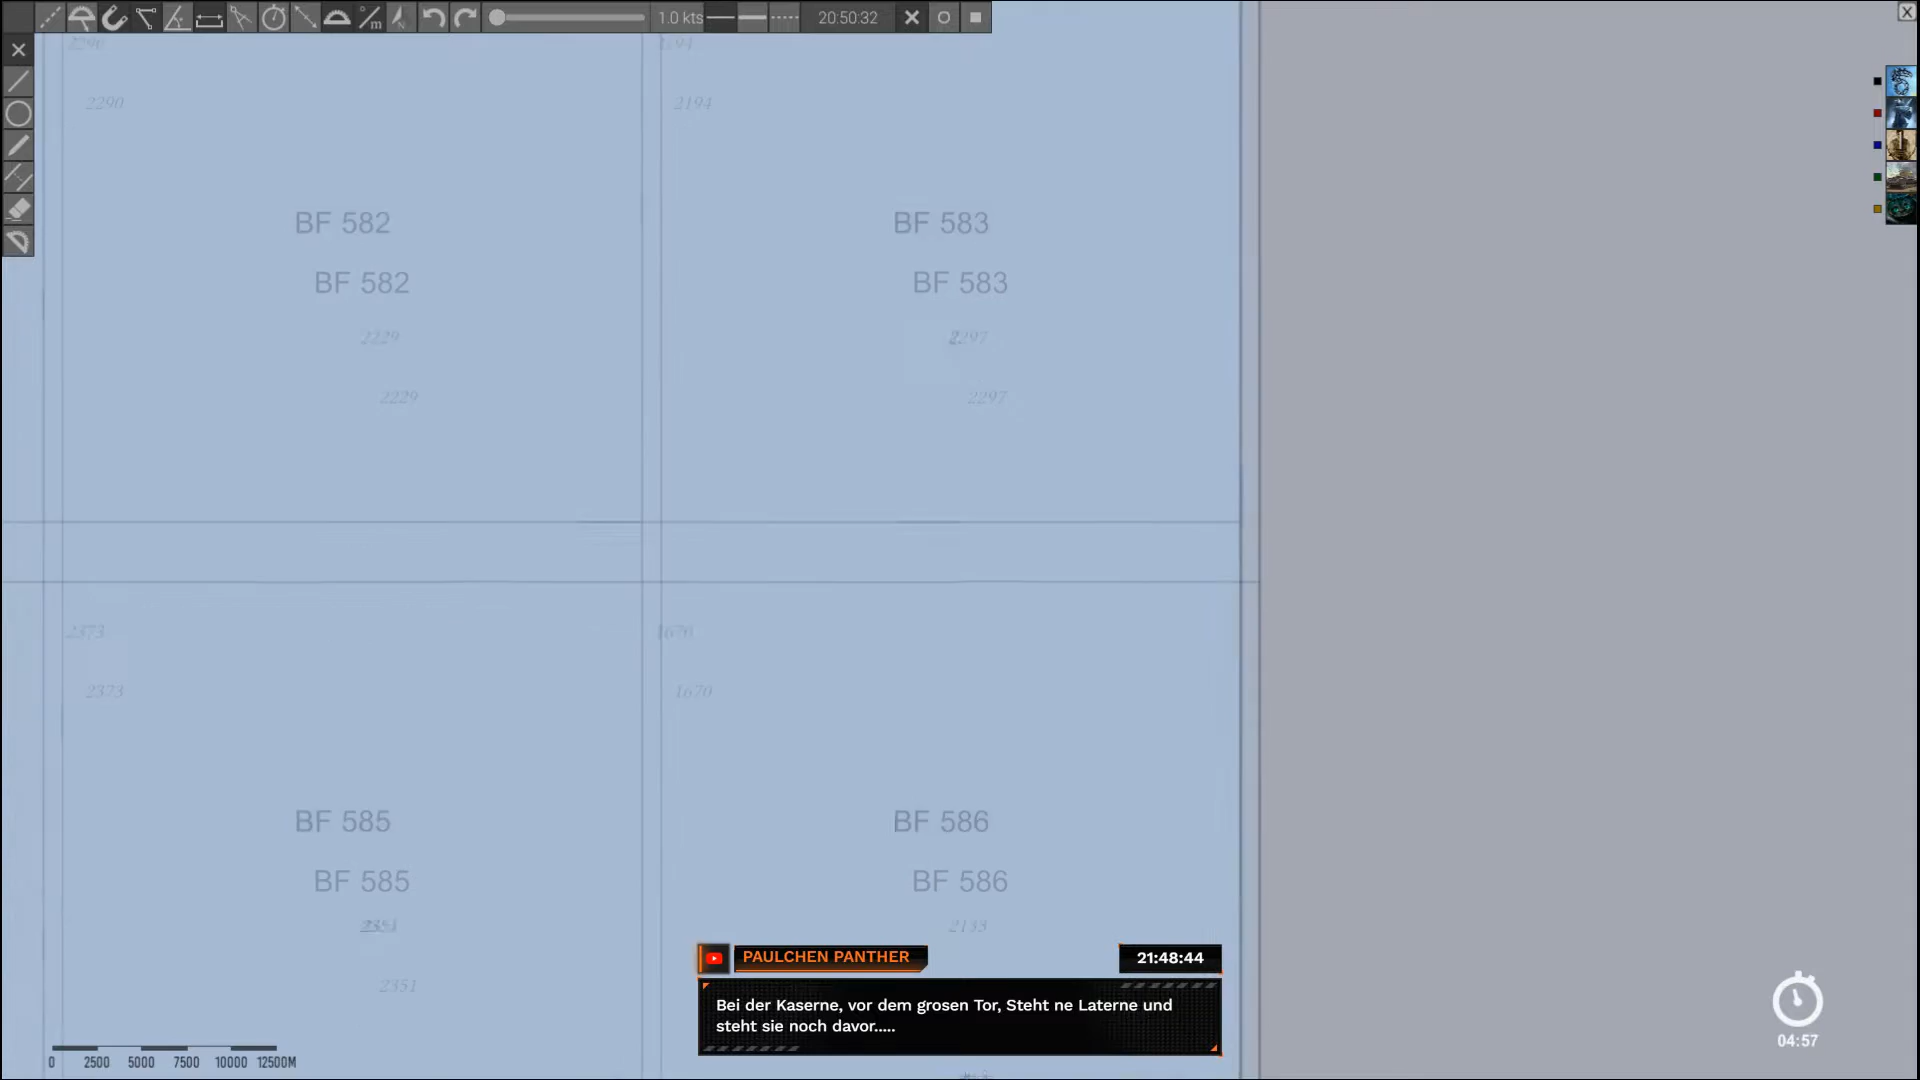 1.0 kts 20:50:32
2290 2194
BF 582 BF 583
BF 582 BF 583
2229 2297
2229 2297
2373 1670
2373 1670
BF 585 BF 586
BF 585 BF 586
2351 2133
PAULCHEN PANTHER 21:48:44
2351
Bei der Kaserne, vor dem grosen Tor, Steht ne Laterne und
steht sie noch davor.....
04:57
0 2500 5000 7500 10000 12500M